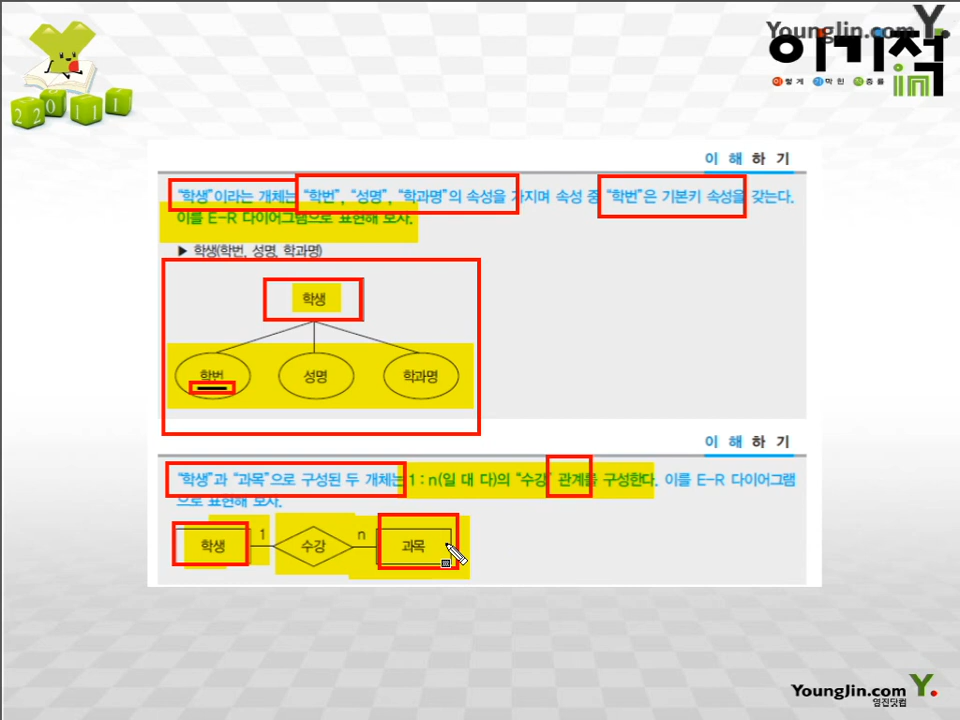 YoungJin.com Y.
이기적in
이렇게 기막힌 적중률
2011
이 해 하 기
“학생”이라는 개체는 “학번”, “성명”, “학과명”의 속성을 가지며 속성 중 “학번”은 기본키 속성을 갖는다.
이를 E-R 다이어그램으로 표현해 보자.
▶ 학생(학번, 성명, 학과명)
학생
학번 성명 학과명
이 해 하 기
“학생”과 “과목”으로 구성된 두 개체는 1 : n(일 대 다)의 “수강” 관계를 구성한다. 이를 E-R 다이어그램
으로 표현해 보자.
학생 1 수강 n 과목
YoungJin.com Y.
영진닷컴